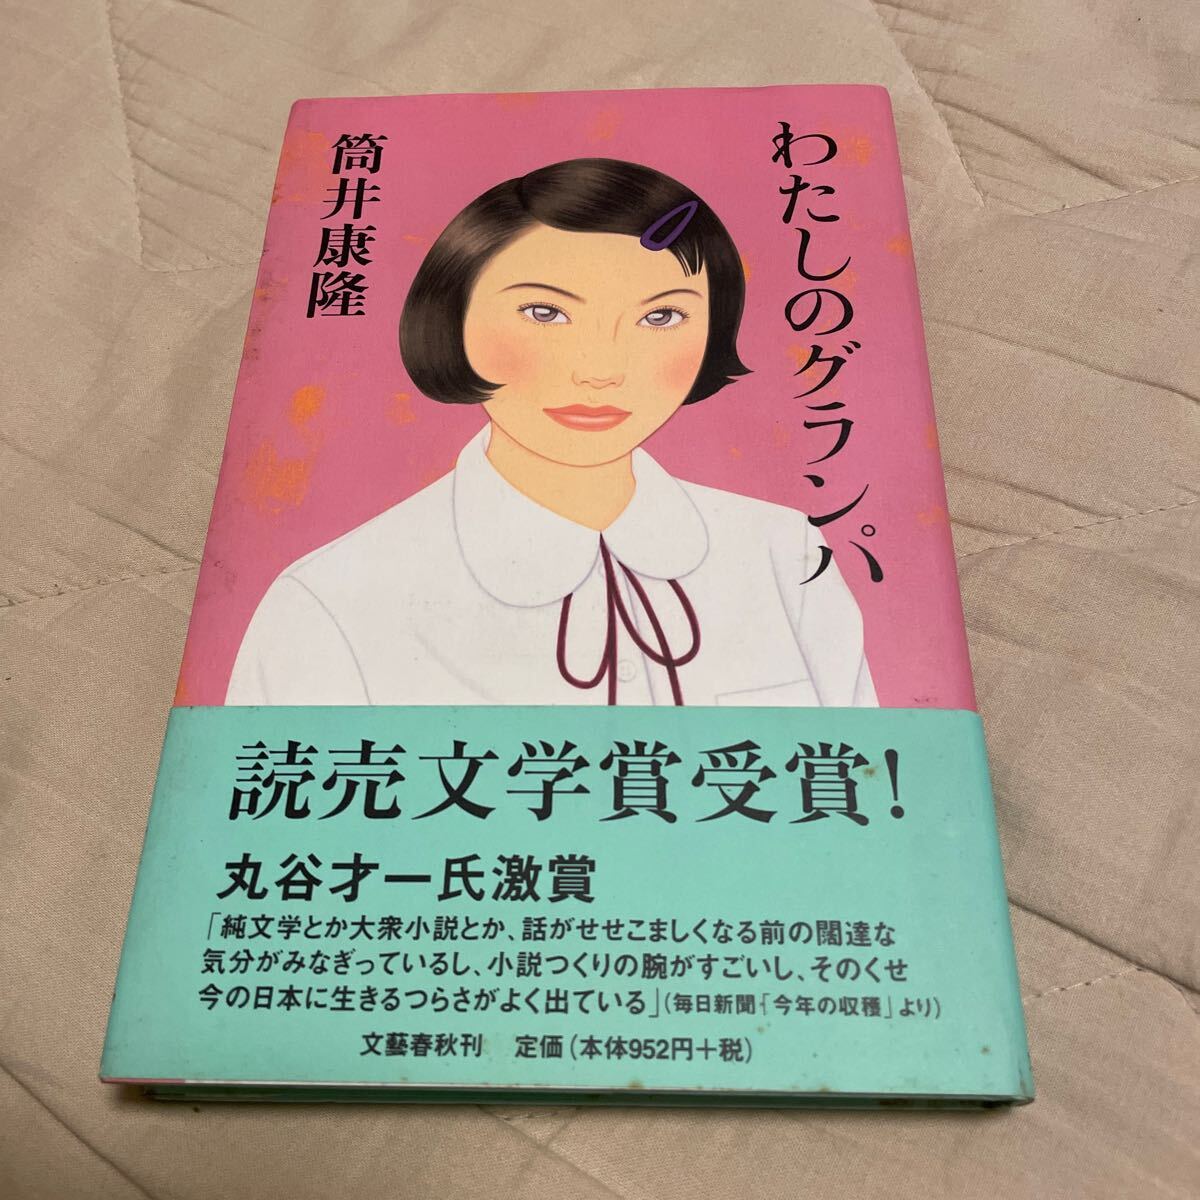 わたしのグランパ
筒井康隆
読売文学賞受賞!
丸谷才一氏激賞
「純文学とか大衆小説とか、話がせせこましくなる前の闊達な
気分がみなぎっているし、小説つくりの腕がすごいし、そのくせ
今の日本に生きるつらさがよく出ている」(毎日新聞「今年の収穫」より)
文藝春秋刊 定価(本体952円+税)